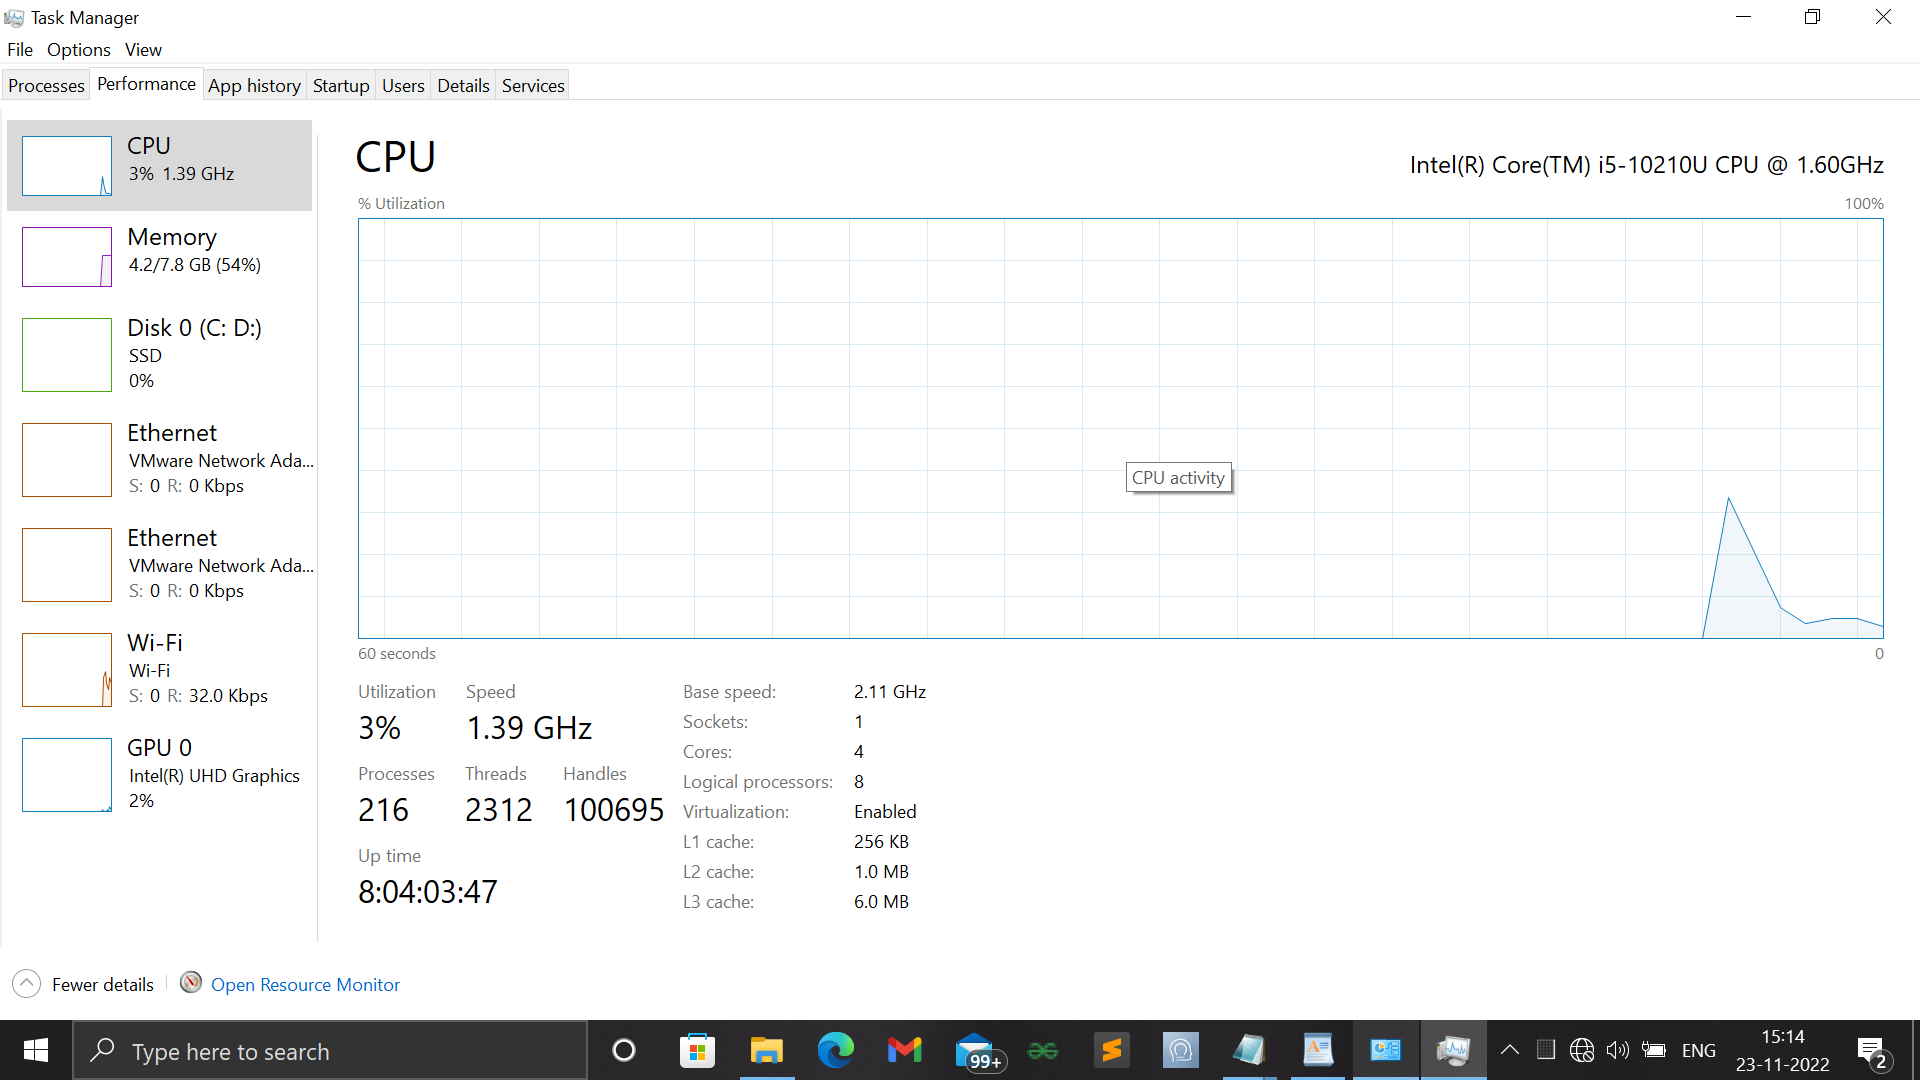 Task Manager
File Options View
Processes Performance App history Startup Users Details Services
CPU
3% 1.39 GHz
Memory
4.2/7.8 GB (54%)
Disk 0 (C: D:)
SSD
0%
Ethernet
VMware Network Ada...
S: 0 R: 0 Kbps
Ethernet
VMware Network Ada...
S: 0 R: 0 Kbps
Wi-Fi
Wi-Fi
S: 0 R: 32.0 Kbps
GPU 0
Intel(R) UHD Graphics
2%
CPU
Intel(R) Core(TM) i5-10210U CPU @ 1.60GHz
% Utilization 100%
CPU activity
60 seconds 0
Utilization Speed
3% 1.39 GHz
Processes Threads Handles
216 2312 100695
Up time
8:04:03:47
Base speed: 2.11 GHz
Sockets: 1
Cores: 4
Logical processors: 8
Virtualization: Enabled
L1 cache: 256 KB
L2 cache: 1.0 MB
L3 cache: 6.0 MB
Fewer details Open Resource Monitor
Type here to search
99+
ENG
15:14
23-11-2022
2